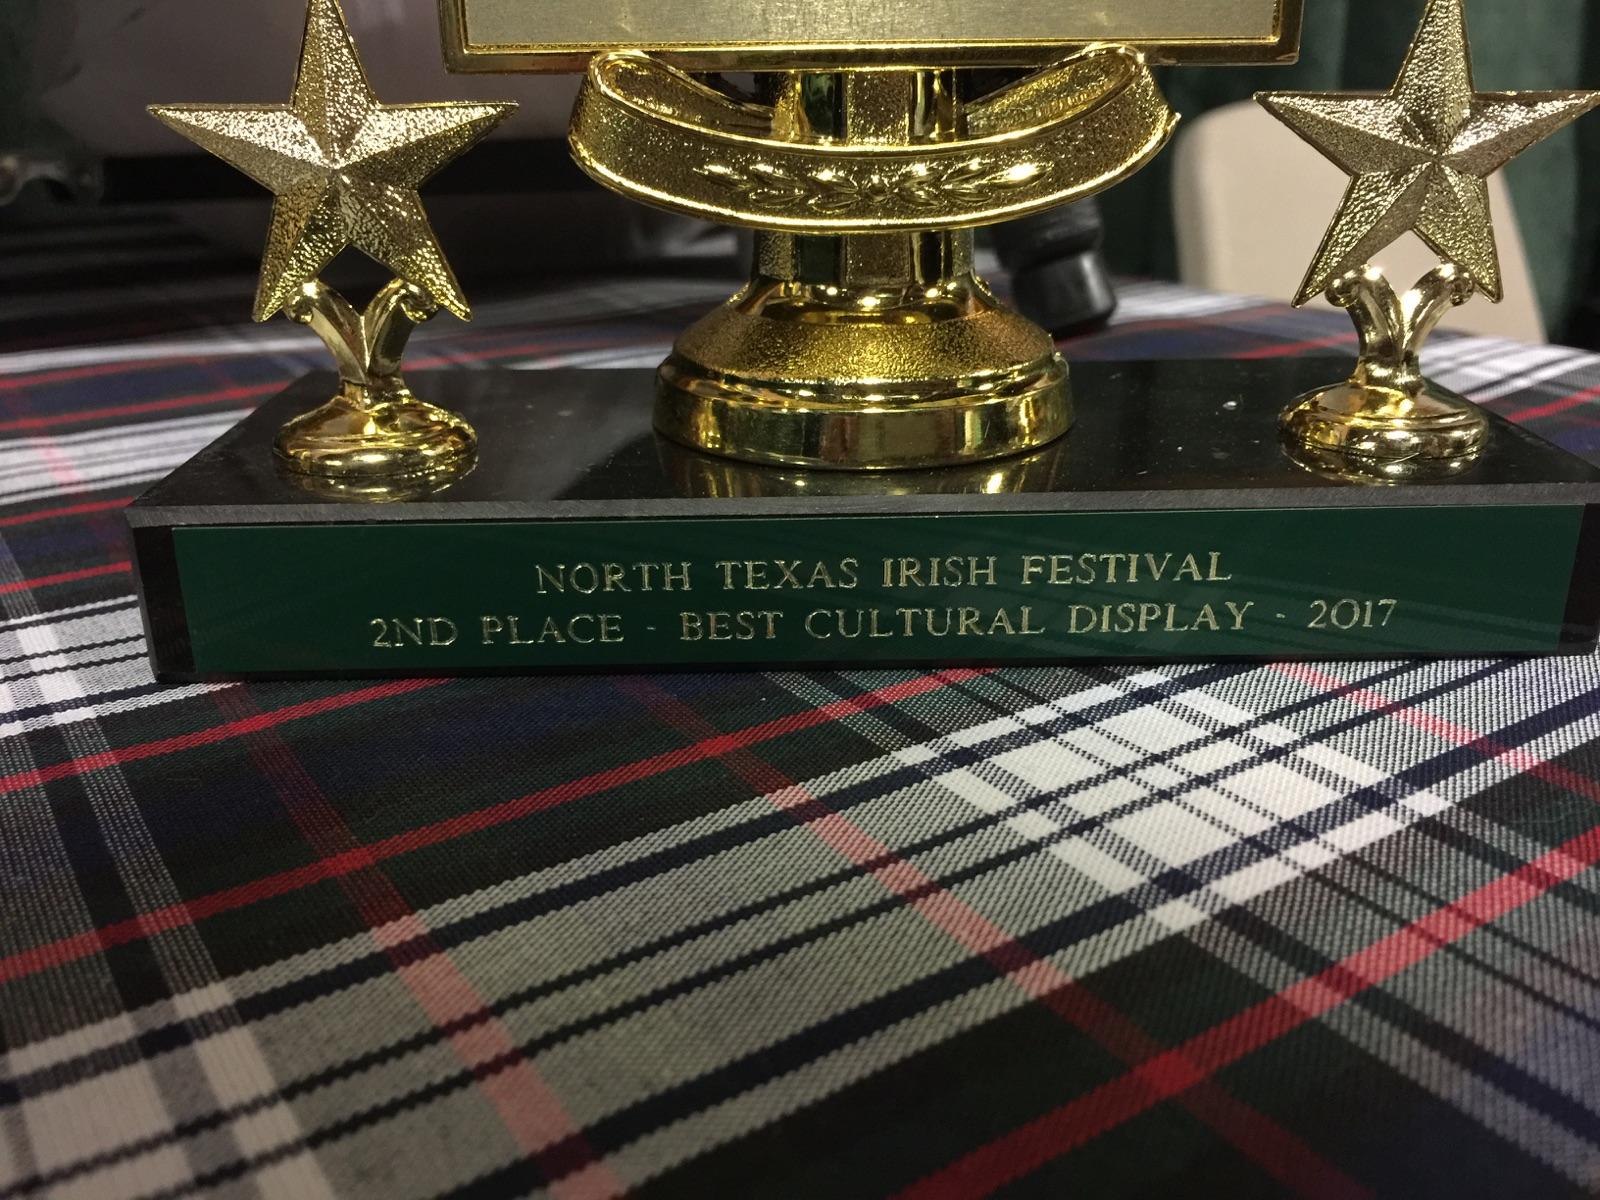 NORTH TEXAS IRISH FESTIVAL
2ND PLACE - BEST CULTURAL DISPLAY - 2017